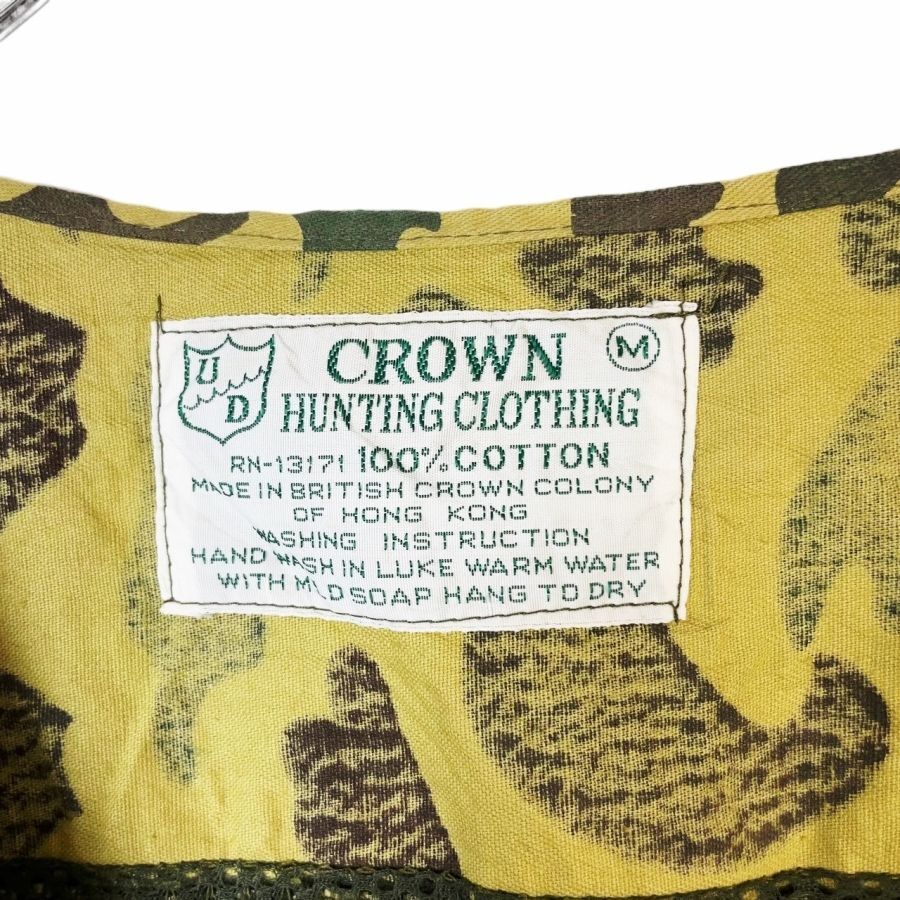 U
D
CROWN M
HUNTING CLOTHING
RN-13171 100% COTTON
MADE IN BRITISH CROWN COLONY
OF HONG KONG
WASHING INSTRUCTION
HAND WASH IN LUKE WARM WATER
WITH MILD SOAP HANG TO DRY